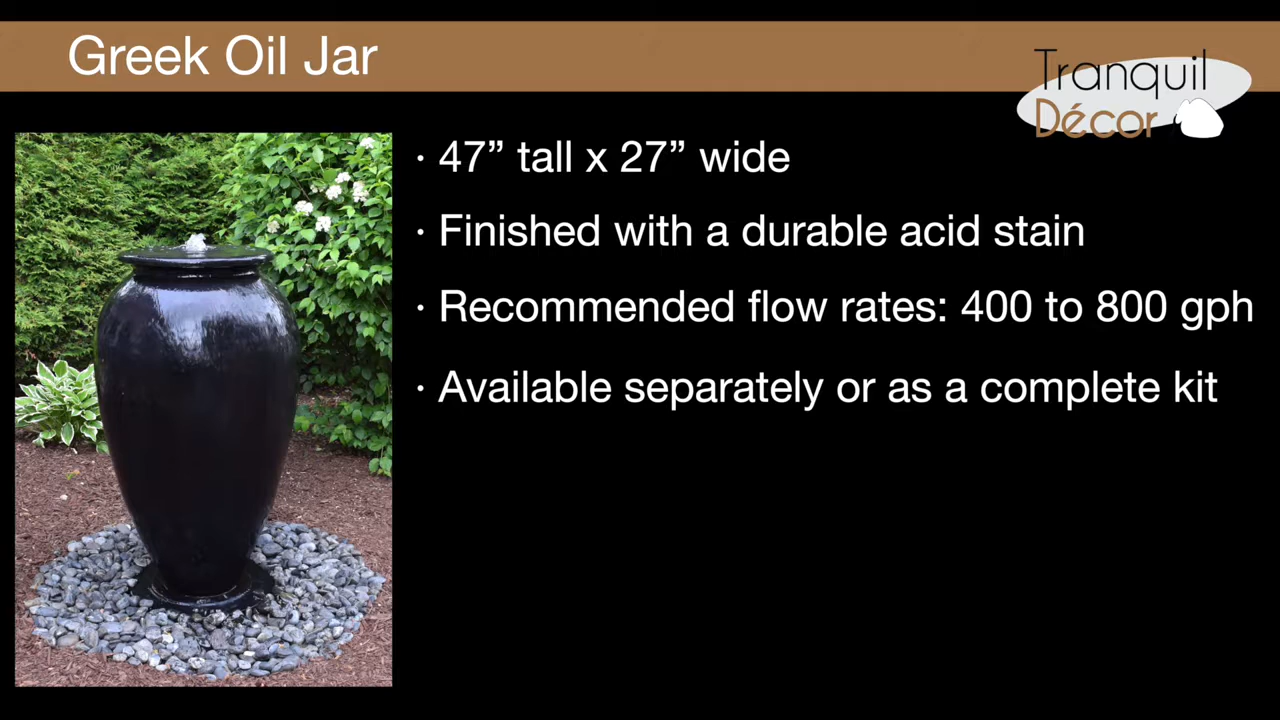 Greek Oil Jar
Tranquil
Décor
· 47” tall x 27” wide
· Finished with a durable acid stain
· Recommended flow rates: 400 to 800 gph
· Available separately or as a complete kit